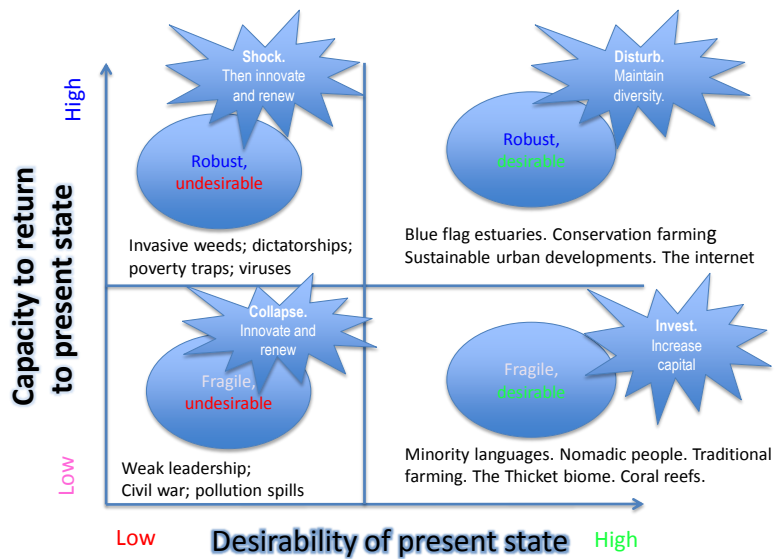 Shock.
Then innovate
and renew
Disturb.
Maintain
diversity.
High
Robust,
undesirable
Robust,
desirable
Invasive weeds; dictatorships;
poverty traps; viruses
Blue flag estuaries. Conservation farming
Sustainable urban developments. The internet
Capacity to return
to present state
Collapse.
Innovate and
renew
Invest.
Increase
capital
Fragile,
undesirable
Fragile,
desirable
Weak leadership;
Civil war; pollution spills
Minority languages. Nomadic people. Traditional
farming. The Thicket biome. Coral reefs.
Low
Low
Desirability of present state
High